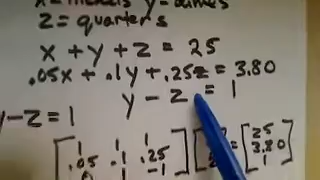 x = nickels y = dimes
z = quarters
x + y + z = 25
.05x + .1y + .25z = 3.80
y - z = 1
y - z = 1
[1 1 1 = [25
.05 .1 .25 3.80
0 -1] 1]